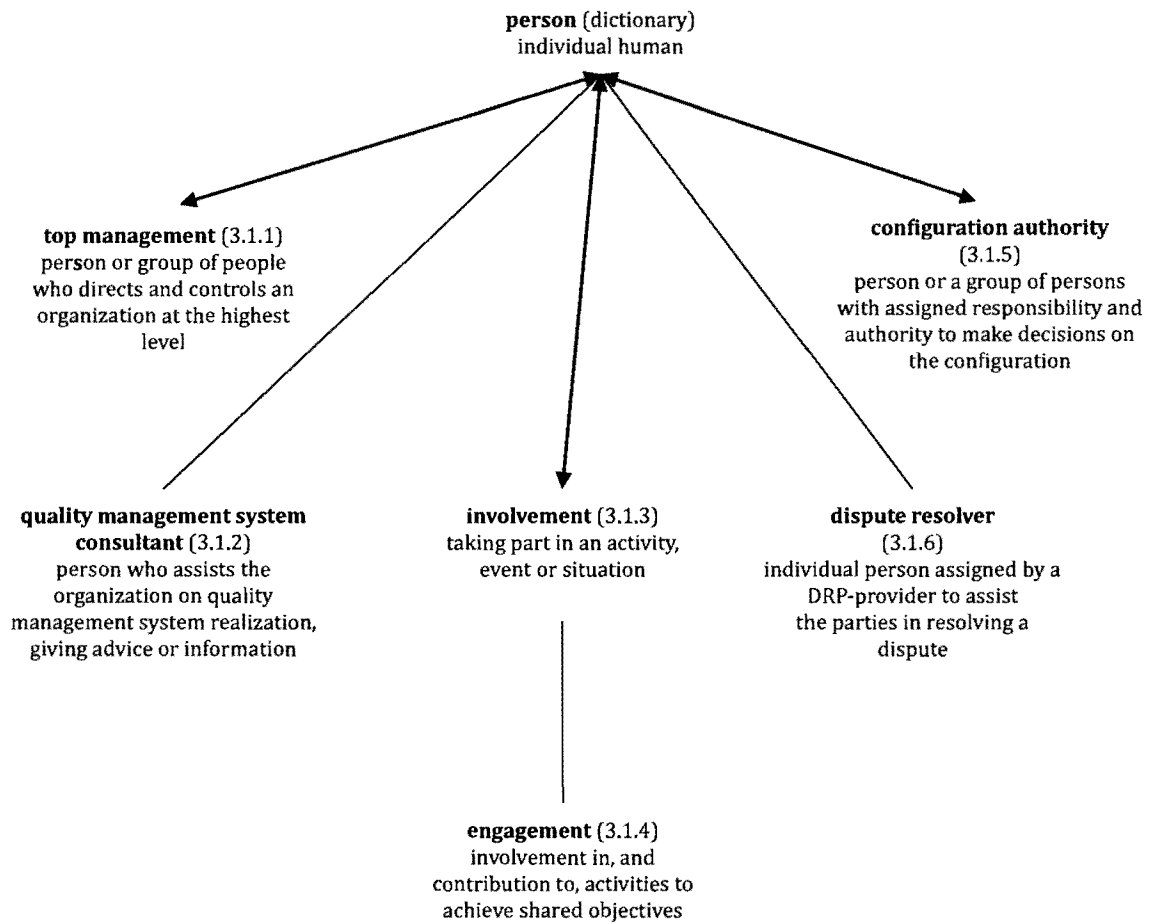 person (dictionary)
individual human
top management (3.1.1)
person or group of people
who directs and controls an
organization at the highest
level
configuration authority
(3.1.5)
person or a group of persons
with assigned responsibility and
authority to make decisions on
the configuration
quality management system
consultant (3.1.2)
person who assists the
organization on quality
management system realization,
giving advice or information
involvement (3.1.3)
taking part in an activity,
event or situation
dispute resolver
(3.1.6)
individual person assigned by a
DRP-provider to assist
the parties in resolving a
dispute
engagement (3.1.4)
involvement in, and
contribution to, activities to
achieve shared objectives